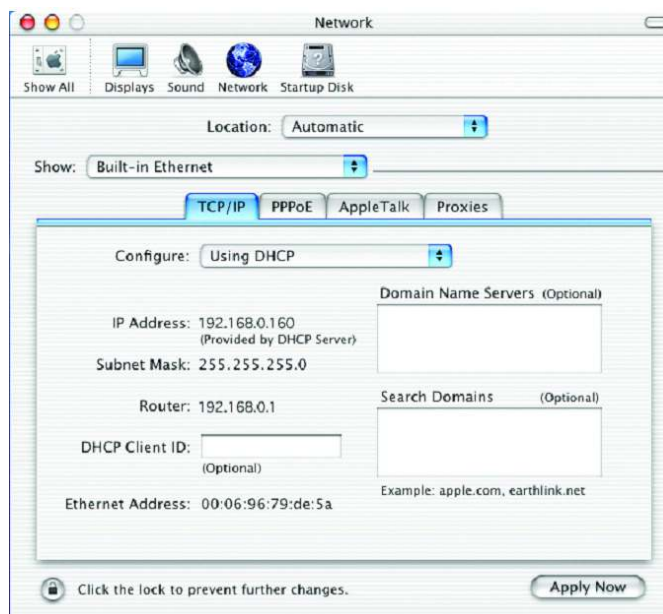 Network
Show All Displays Sound Network Startup Disk
Location: Automatic
Show: Built-in Ethernet
TCP/IP PPPoE AppleTalk Proxies
Configure: Using DHCP
Domain Name Servers (Optional)
IP Address: 192.168.0.160
(Provided by DHCP Server)
Subnet Mask: 255.255.255.0
Router: 192.168.0.1
Search Domains (Optional)
DHCP Client ID:
(Optional)
Example: apple.com, earthlink.net
Ethernet Address: 00:06:96:79:de:5a
Click the lock to prevent further changes.
Apply Now